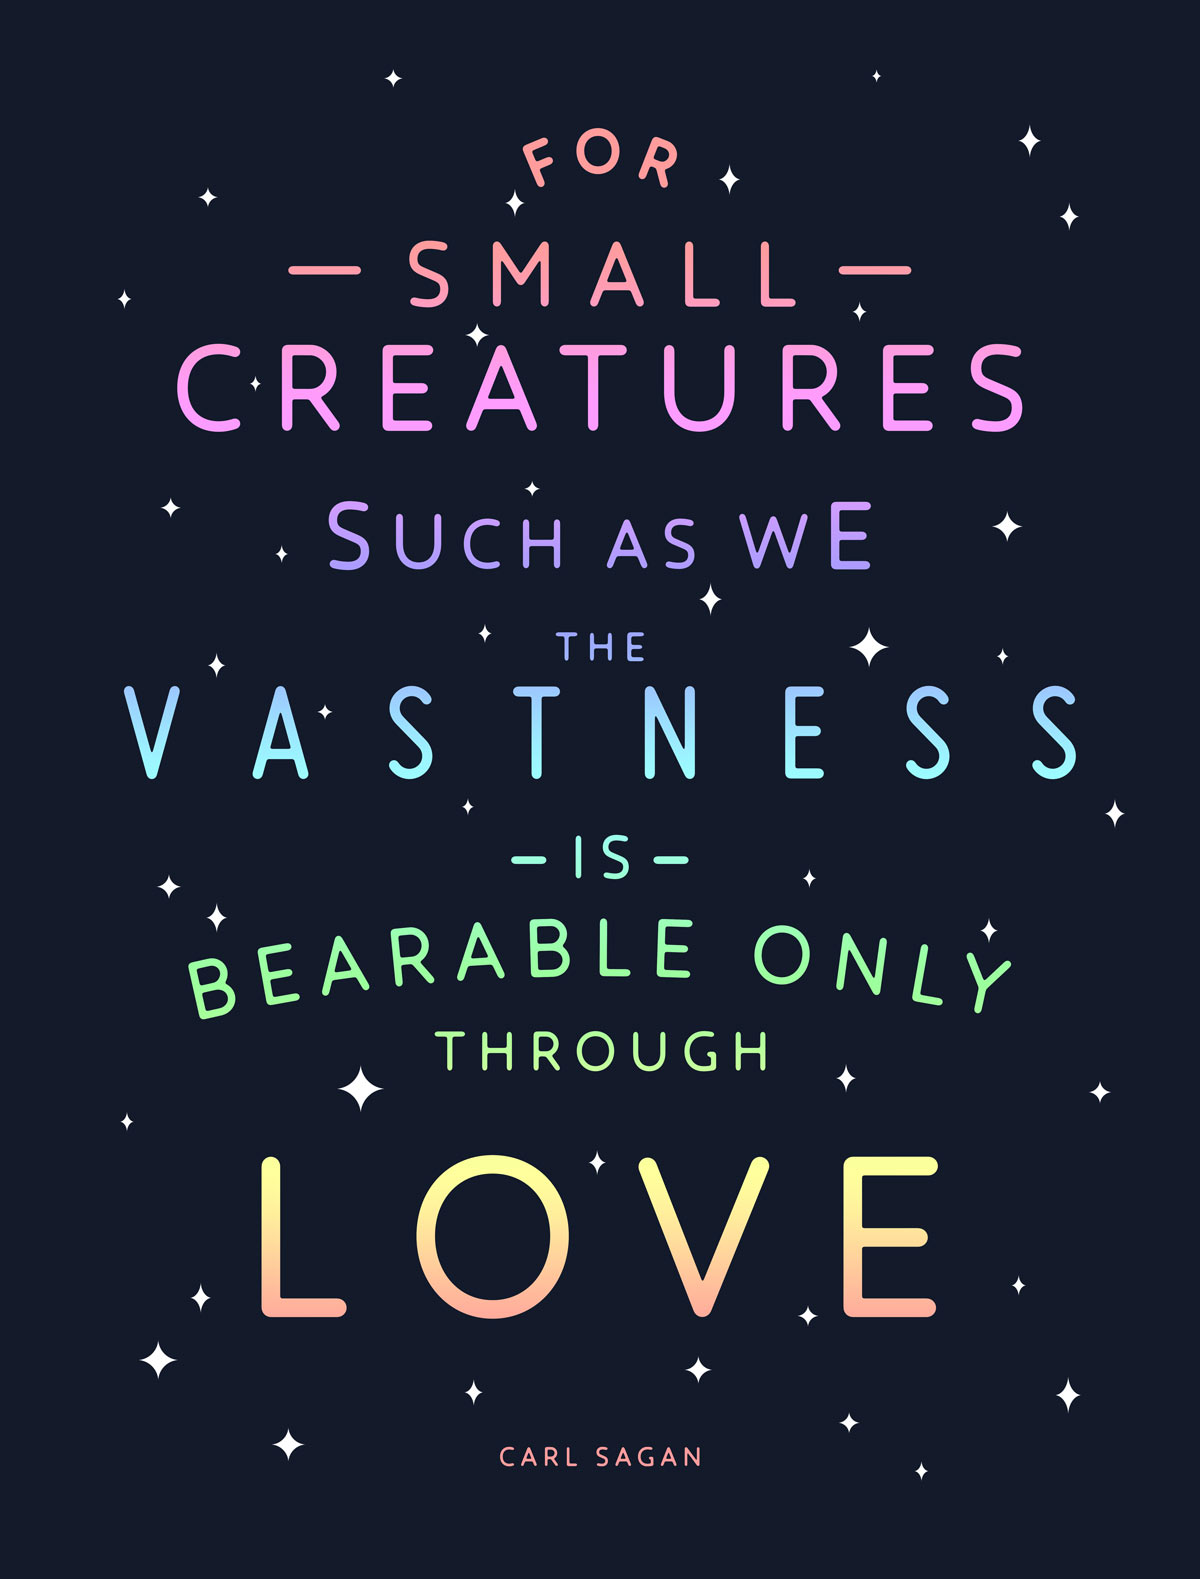 FOR
— SMALL —
CREATURES
SUCH AS WE
THE
VASTNESS
– IS –
BEARABLE ONLY
THROUGH
LOVE
CARL SAGAN